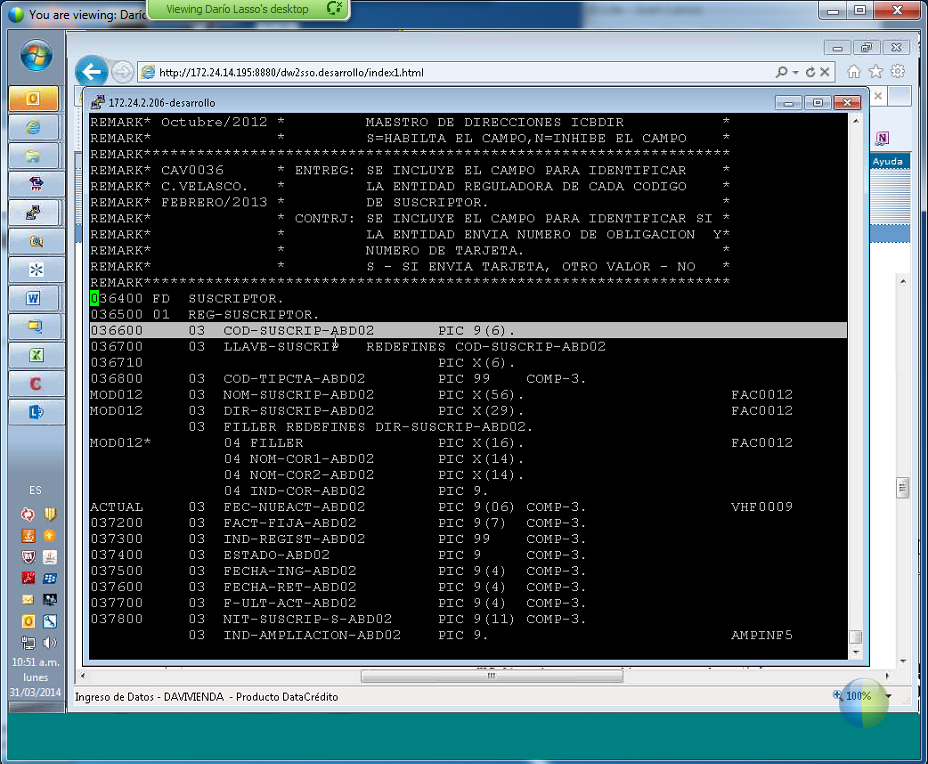 You are viewing: Darío
Viewing Darío Lasso's desktop
http://172.24.14.195:8880/dw2sso.desarrollo/index1.html
172.24.2.206-desarrollo
Ayuda
REMARK* Octubre/2012 *         MAESTRO DE DIRECCIONES ICBDIR           *
REMARK*              *         S=HABILTA EL CAMPO,N=INHIBE EL CAMPO    *
REMARK******************************************************************
REMARK* CAV0036      * ENTREG: SE INCLUYE EL CAMPO PARA IDENTIFICAR    *
REMARK* C.VELASCO.   *         LA ENTIDAD REGULADORA DE CADA CODIGO    *
REMARK* FEBRERO/2013 *         DE SUSCRIPTOR.                          *
REMARK*              * CONTRJ: SE INCLUYE EL CAMPO PARA IDENTIFICAR SI *
REMARK*              *         LA ENTIDAD ENVIA NUMERO DE OBLIGACION  Y*
REMARK*              *         NUMERO DE TARJETA.                      *
REMARK*              *         S - SI ENVIA TARJETA, OTRO VALOR - NO   *
REMARK******************************************************************
036400 FD  SUSCRIPTOR.
036500 01  REG-SUSCRIPTOR.
036600     03  COD-SUSCRIP-ABD02       PIC 9(6).
036700     03  LLAVE-SUSCRIP   REDEFINES COD-SUSCRIP-ABD02
036710                                 PIC X(6).
036800     03  COD-TIPCTA-ABD02        PIC 99    COMP-3.
MOD012     03  NOM-SUSCRIP-ABD02       PIC X(56).                       FAC0012
MOD012     03  DIR-SUSCRIP-ABD02       PIC X(29).                       FAC0012
03  FILLER REDEFINES DIR-SUSCRIP-ABD02.
MOD012*        04 FILLER               PIC X(16).                       FAC0012
04 NOM-COR1-ABD02       PIC X(14).
04 NOM-COR2-ABD02       PIC X(14).
04 IND-COR-ABD02        PIC 9.
ACTUAL     03  FEC-NUEACT-ABD02        PIC 9(06) COMP-3.                VHF0009
037200     03  FACT-FIJA-ABD02         PIC 9(7)  COMP-3.
037300     03  IND-REGIST-ABD02        PIC 99    COMP-3.
037400     03  ESTADO-ABD02            PIC 9     COMP-3.
037500     03  FECHA-ING-ABD02         PIC 9(4)  COMP-3.
037600     03  FECHA-RET-ABD02         PIC 9(4)  COMP-3.
037700     03  F-ULT-ACT-ABD02         PIC 9(4)  COMP-3.
037800     03  NIT-SUSCRIP-S-ABD02     PIC 9(11) COMP-3.
03  IND-AMPLIACION-ABD02    PIC 9.                           AMPINF5
ES
10:51 a.m.
lunes
31/03/2014
Ingreso de Datos - DAVIVIENDA - Producto DataCrédito
100%